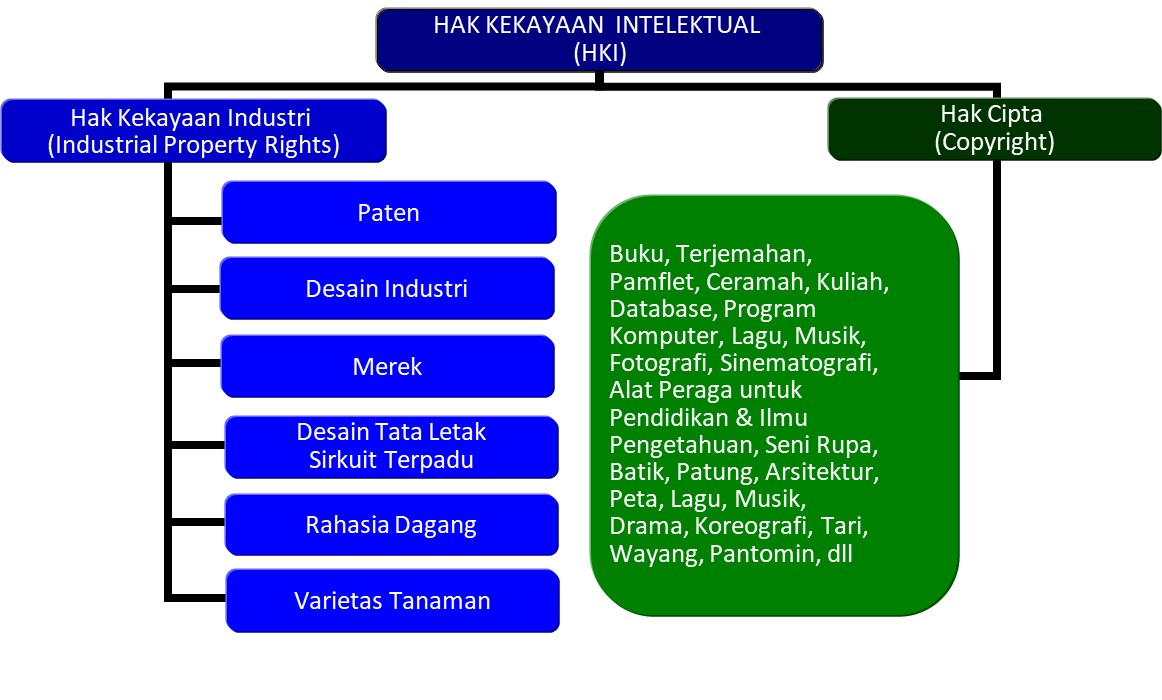 HAK KEKAYAAN INTELEKTUAL
(HKI)
Hak Kekayaan Industri
(Industrial Property Rights)
Hak Cipta
(Copyright)
Paten
Desain Industri
Merek
Desain Tata Letak
Sirkuit Terpadu
Rahasia Dagang
Varietas Tanaman
Buku, Terjemahan,
Pamflet, Ceramah, Kuliah,
Database, Program
Komputer, Lagu, Musik,
Fotografi, Sinematografi,
Alat Peraga untuk
Pendidikan & Ilmu
Pengetahuan, Seni Rupa,
Batik, Patung, Arsitektur,
Peta, Lagu, Musik,
Drama, Koreografi, Tari,
Wayang, Pantomin, dll